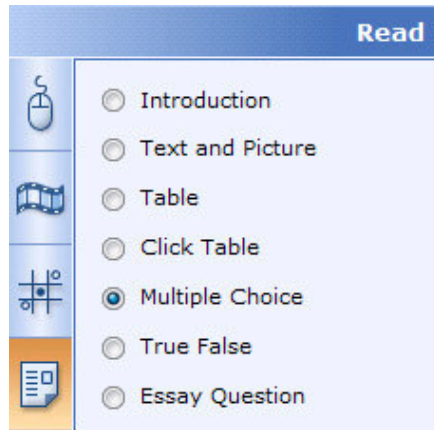 Read
Introduction
Text and Picture
Table
Click Table
Multiple Choice
True False
Essay Question